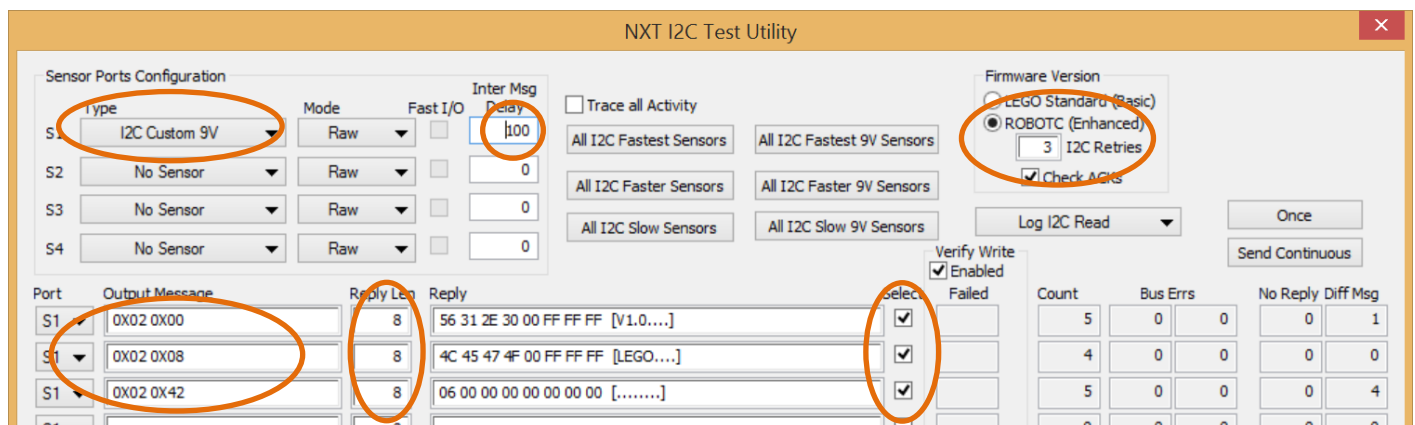 NXT I2C Test Utility
Sensor Ports Configuration
Firmware Version
Type Mode Fast I/O Inter Msg Delay
Trace all Activity
LEGO Standard (Basic)
S1 I2C Custom 9V Raw 100
ROBOTC (Enhanced)
All I2C Fastest Sensors All I2C Fastest 9V Sensors
3 I2C Retries
S2 No Sensor Raw 0
All I2C Faster Sensors All I2C Faster 9V Sensors
Check ACKs
S3 No Sensor Raw 0
All I2C Slow Sensors All I2C Slow 9V Sensors
Log I2C Read Once
S4 No Sensor Raw 0
Send Continuous
Verify Write
Enabled
Port Output Message Reply Len Reply Select Failed Count Bus Errs No Reply Diff Msg
S1 0X02 0X00 8 56 31 2E 30 00 FF FF FF [V1.0....] 5 0 0 0 1
S1 0X02 0X08 8 4C 45 47 4F 00 FF FF FF [LEGO....] 4 0 0 0 0
S1 0X02 0X42 8 06 00 00 00 00 00 00 00 [........] 5 0 0 0 4